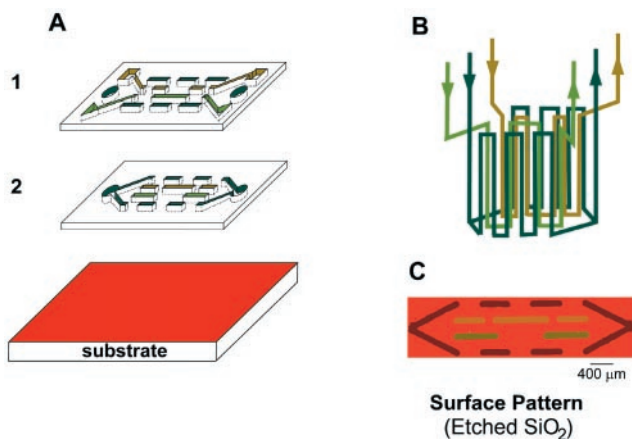 A
1
2
substrate
B
C
400 μm
Surface Pattern
(Etched SiO₂)